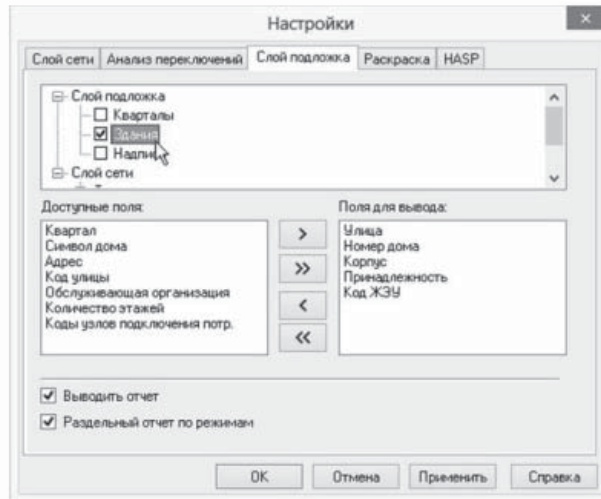 Настройки
Слой сети Анализ переключений Слой подложка Раскраска HASP
Слой подложка
Кварталы
Здания
Слой сети
Доступные поля: Поля для вывода:
Квартал
Символ дома
Адрес
Код улицы
Обслуживающая организация
Количество этажей
Коды узлов подключения потр.
>
>>
<
<<
Улица
Номер дома
Корпус
Принадлежность
Код ЖЭУ
Выводить отчет
Раздельный отчет по режимам
OK Отмена Применить Справка